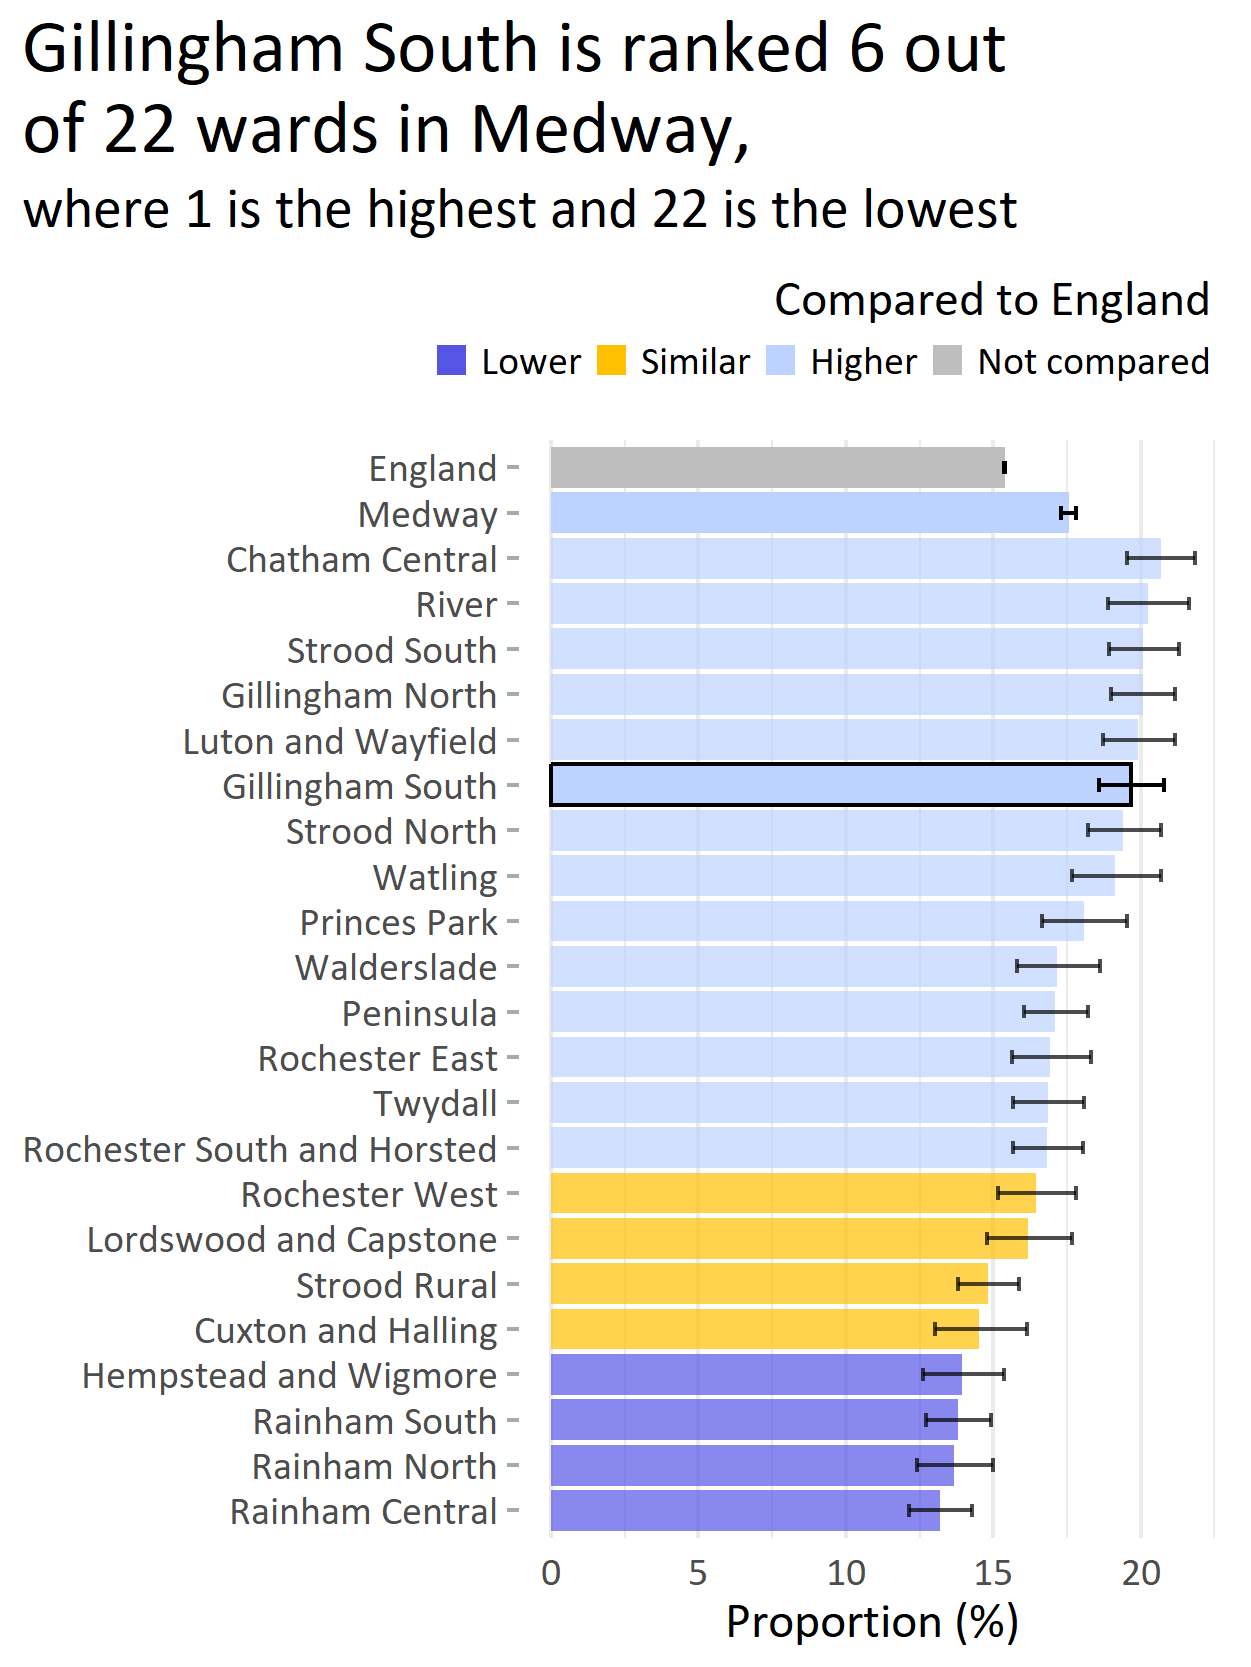 Gillingham South is ranked 6 out
of 22 wards in Medway,
where 1 is the highest and 22 is the lowest
Compared to England
Lower Similar Higher Not compared
England
Medway
Chatham Central
River
Strood South
Gillingham North
Luton and Wayfield
Gillingham South
Strood North
Watling
Princes Park
Walderslade
Peninsula
Rochester East
Twydall
Rochester South and Horsted
Rochester West
Lordswood and Capstone
Strood Rural
Cuxton and Halling
Hempstead and Wigmore
Rainham South
Rainham North
Rainham Central
0 5 10 15 20
Proportion (%)